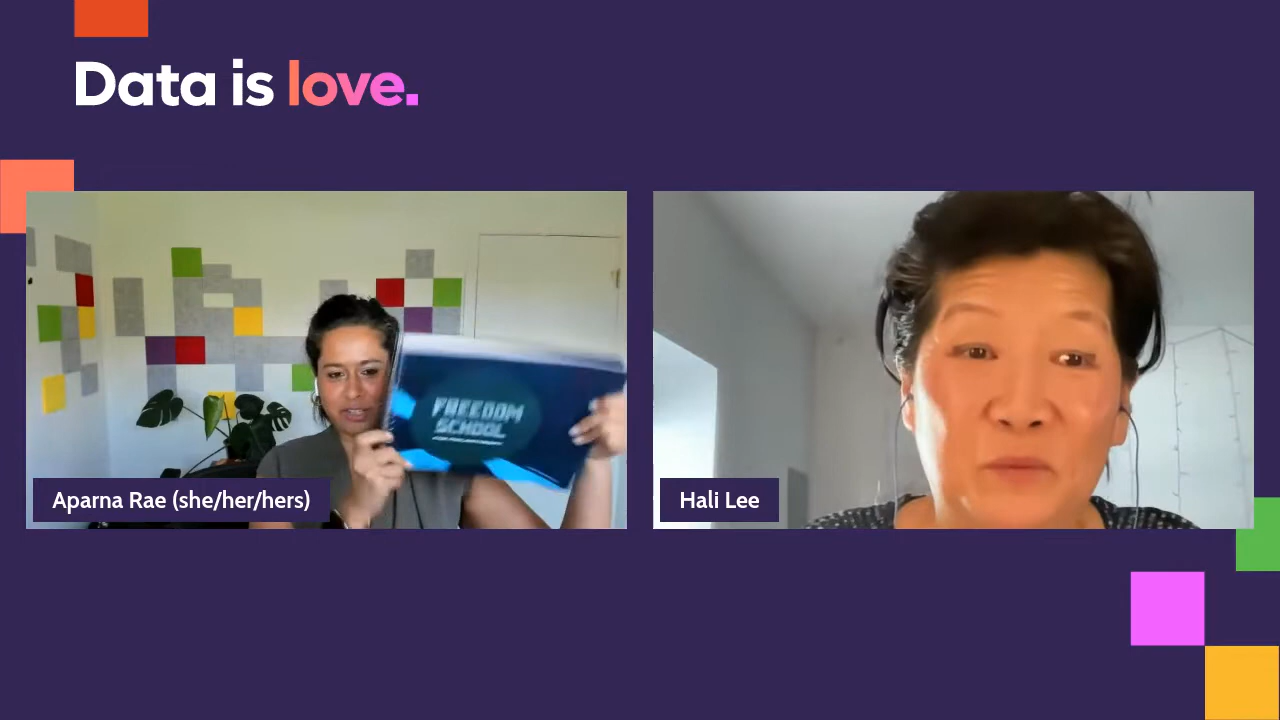 Data is love.
FREEDOM
SCHOOL
Aparna Rae (she/her/hers)
Hali Lee